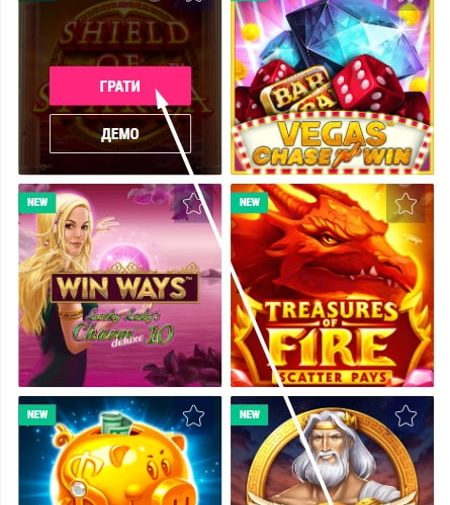 SHIELD
OF
SPARTA
ГРАТИ
ДЕМО
BAR
VEGAS
CHASE 'N' WIN
NEW
WIN WAYS™
Lucky Lady's
Charm deluxe 10
NEW
TREASURES
OF
FIRE
SCATTER PAYS
NEW
NEW